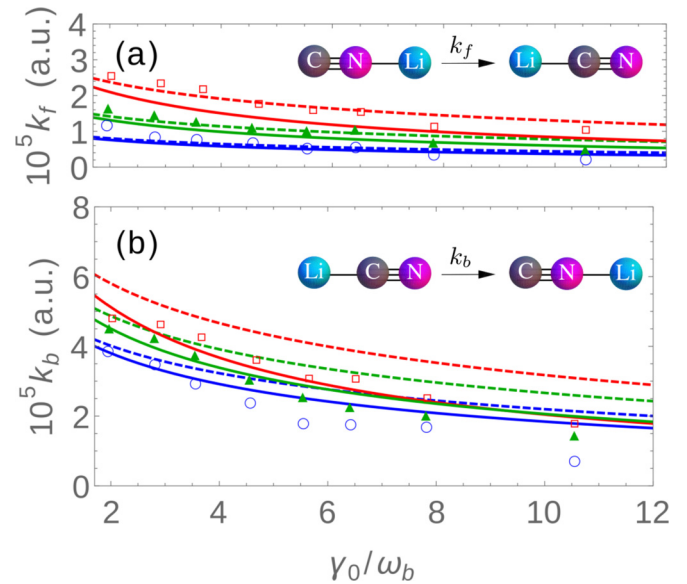 (a)
10⁵k_f (a.u.)
4
3
2
1
0
C N Li k_f Li C N
(b)
10⁵k_b (a.u.)
8
6
4
2
0
Li C N k_b C N Li
2 4 6 8 10 12
γ₀/ω_b